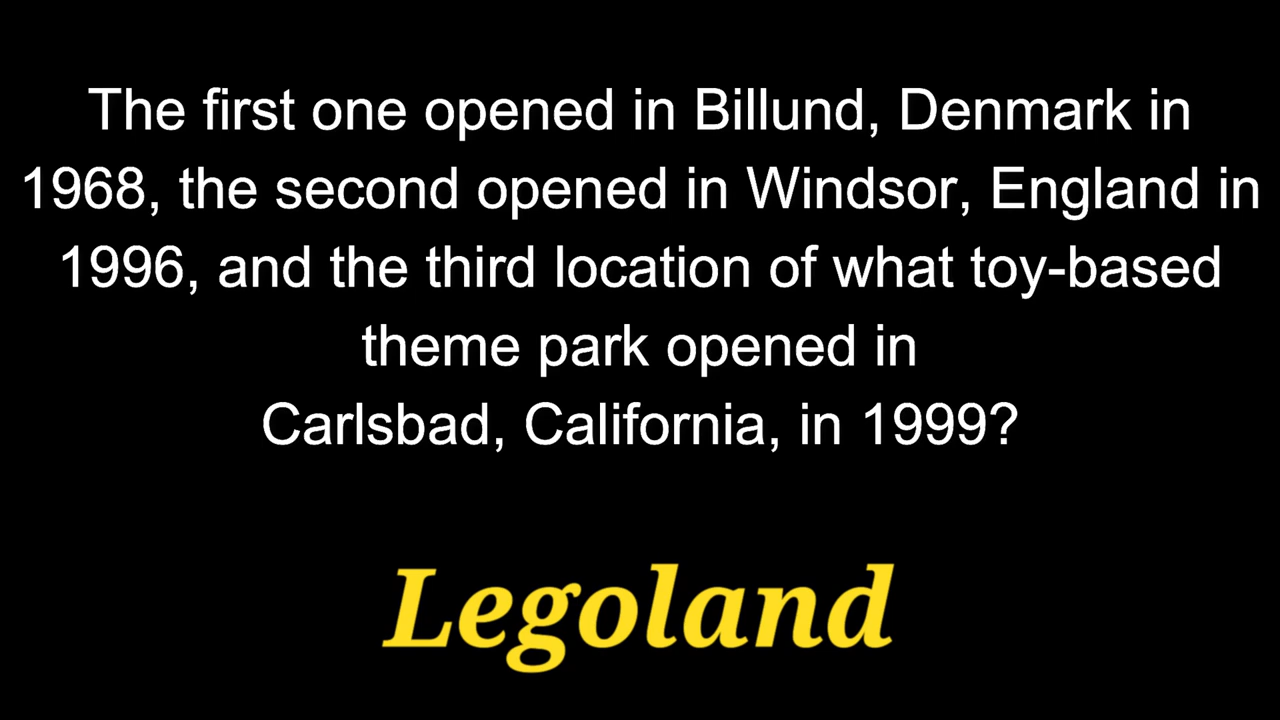 The first one opened in Billund, Denmark in
1968, the second opened in Windsor, England in
1996, and the third location of what toy-based
theme park opened in
Carlsbad, California, in 1999?
Legoland